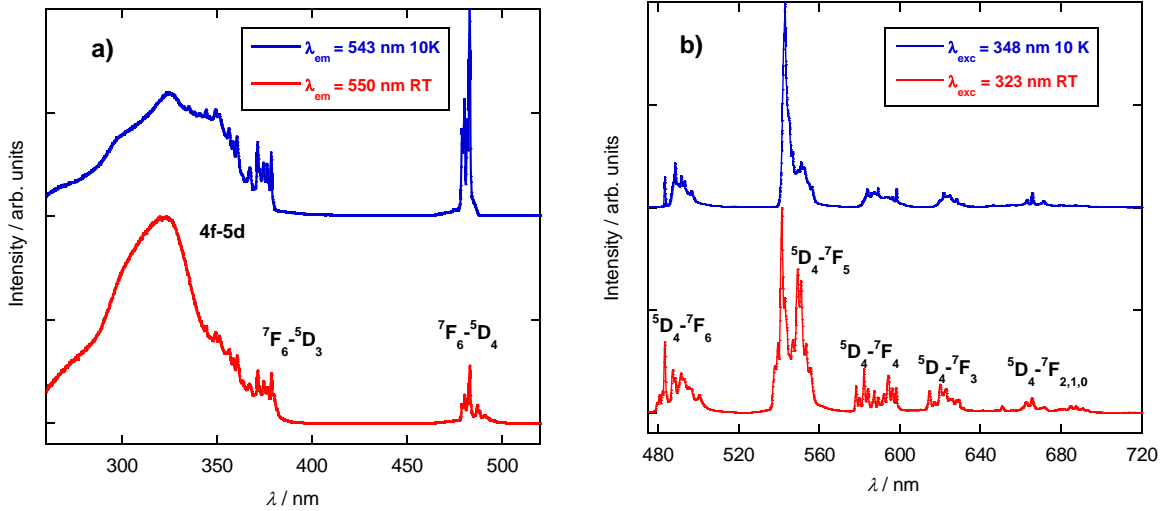 a)
λem = 543 nm 10K
λem = 550 nm RT
4f-5d
⁷F₆-⁵D₃
⁷F₆-⁵D₄
Intensity / arb. units
300 350 400 450 500
λ / nm
b)
λexc = 348 nm 10 K
λexc = 323 nm RT
⁵D₄-⁷F₅
⁵D₄-⁷F₆
⁵D₄-⁷F₄
⁵D₄-⁷F₃
⁵D₄-⁷F₂,₁,₀
Intensity / arb. units
480 520 560 600 640 680 720
λ / nm